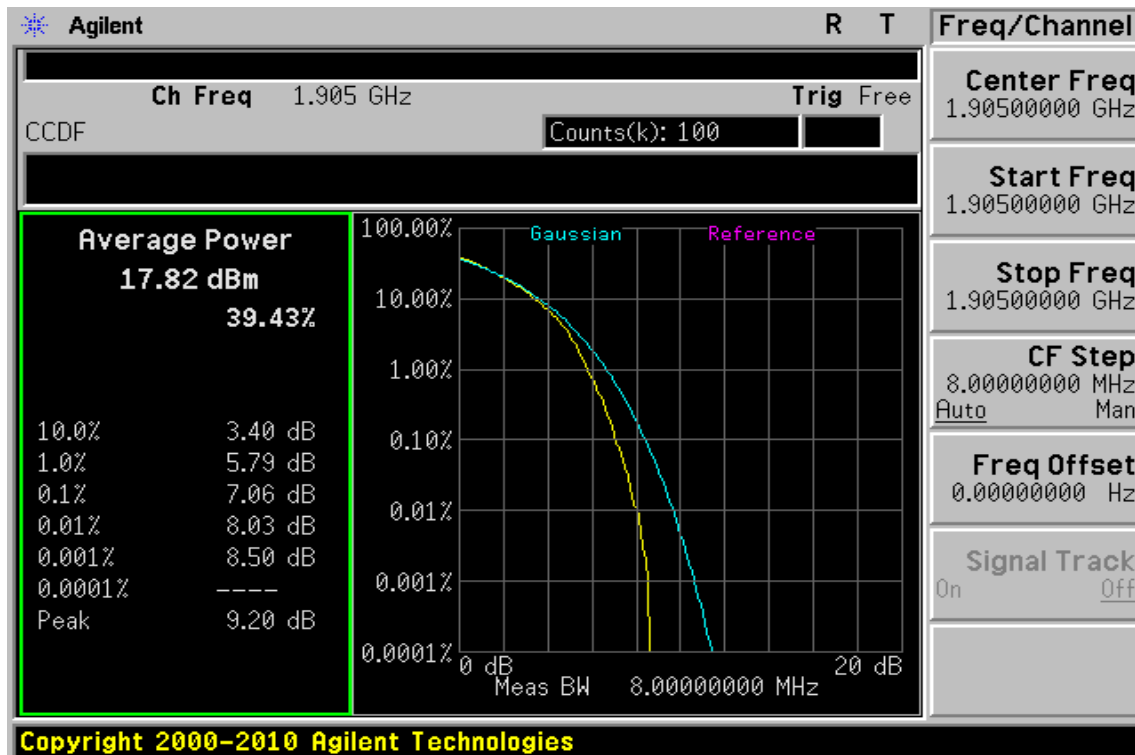 Agilent R T Freq/Channel
Ch Freq 1.905 GHz Trig Free
CCDF Counts(k): 100
Center Freq
1.90500000 GHz
Start Freq
1.90500000 GHz
Stop Freq
1.90500000 GHz
CF Step
8.00000000 MHz
Auto Man
Freq Offset
0.00000000 Hz
Signal Track
On Off
Average Power
17.82 dBm
39.43%
10.0% 3.40 dB
1.0% 5.79 dB
0.1% 7.06 dB
0.01% 8.03 dB
0.001% 8.50 dB
0.0001% ----
Peak 9.20 dB
Gaussian Reference
100.00%
10.00%
1.00%
0.10%
0.01%
0.001%
0.0001%
0 dB 20 dB
Meas BW 8.00000000 MHz
Copyright 2000-2010 Agilent Technologies